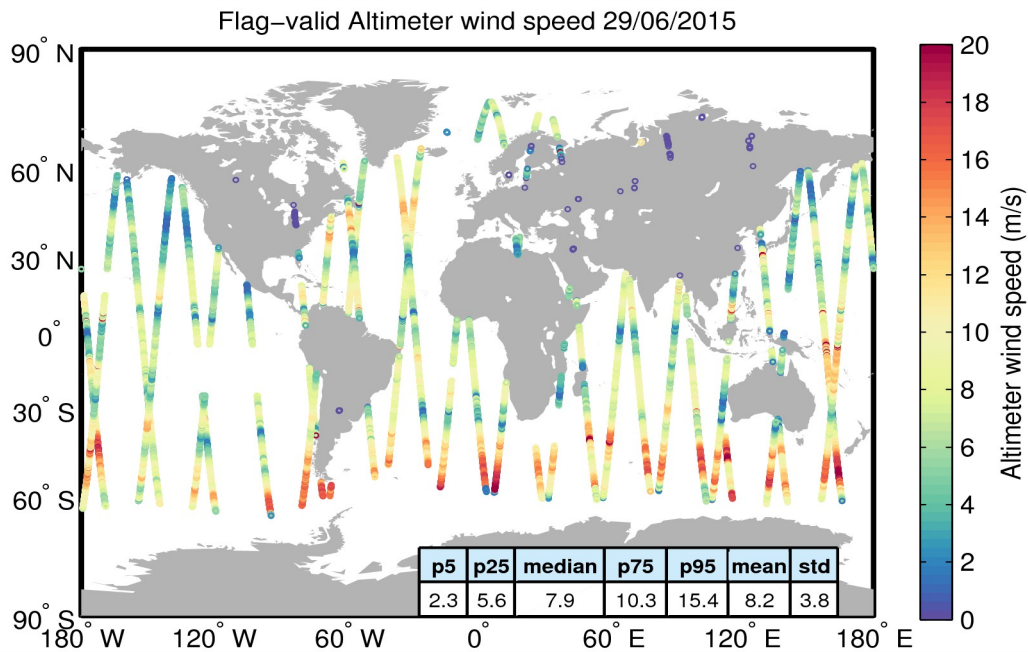 Flag−valid Altimeter wind speed 29/06/2015
90° N
60° N
30° N
0°
30° S
60° S
90° S
180° W
120° W
60° W
0°
60° E
120° E
180° E
p5 p25 median p75 p95 mean std
2.3 5.6 7.9 10.3 15.4 8.2 3.8
20
18
16
14
12
10
8
6
4
2
0
Altimeter wind speed (m/s)